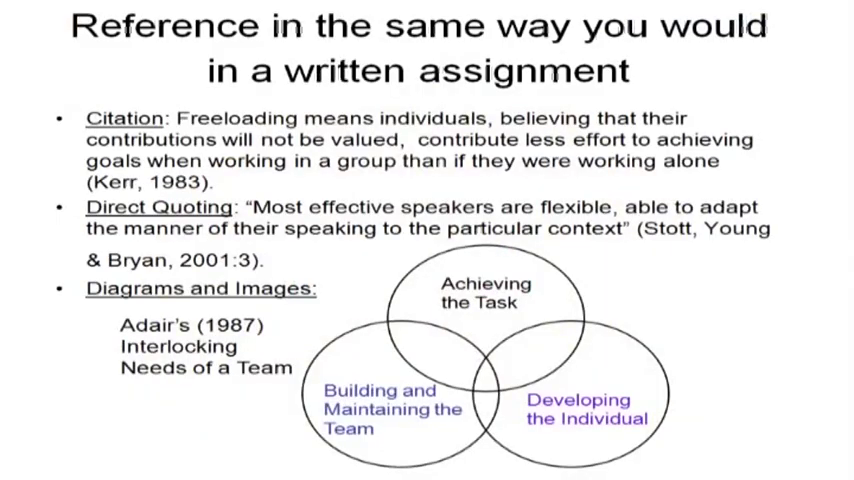 Reference in the same way you would
in a written assignment
• Citation: Freeloading means individuals, believing that their
contributions will not be valued, contribute less effort to achieving
goals when working in a group than if they were working alone
(Kerr, 1983).
• Direct Quoting: “Most effective speakers are flexible, able to adapt
the manner of their speaking to the particular context” (Stott, Young
& Bryan, 2001:3).
• Diagrams and Images:
Adair’s (1987)
Interlocking
Needs of a Team
Achieving
the Task
Building and
Maintaining the
Team
Developing
the Individual